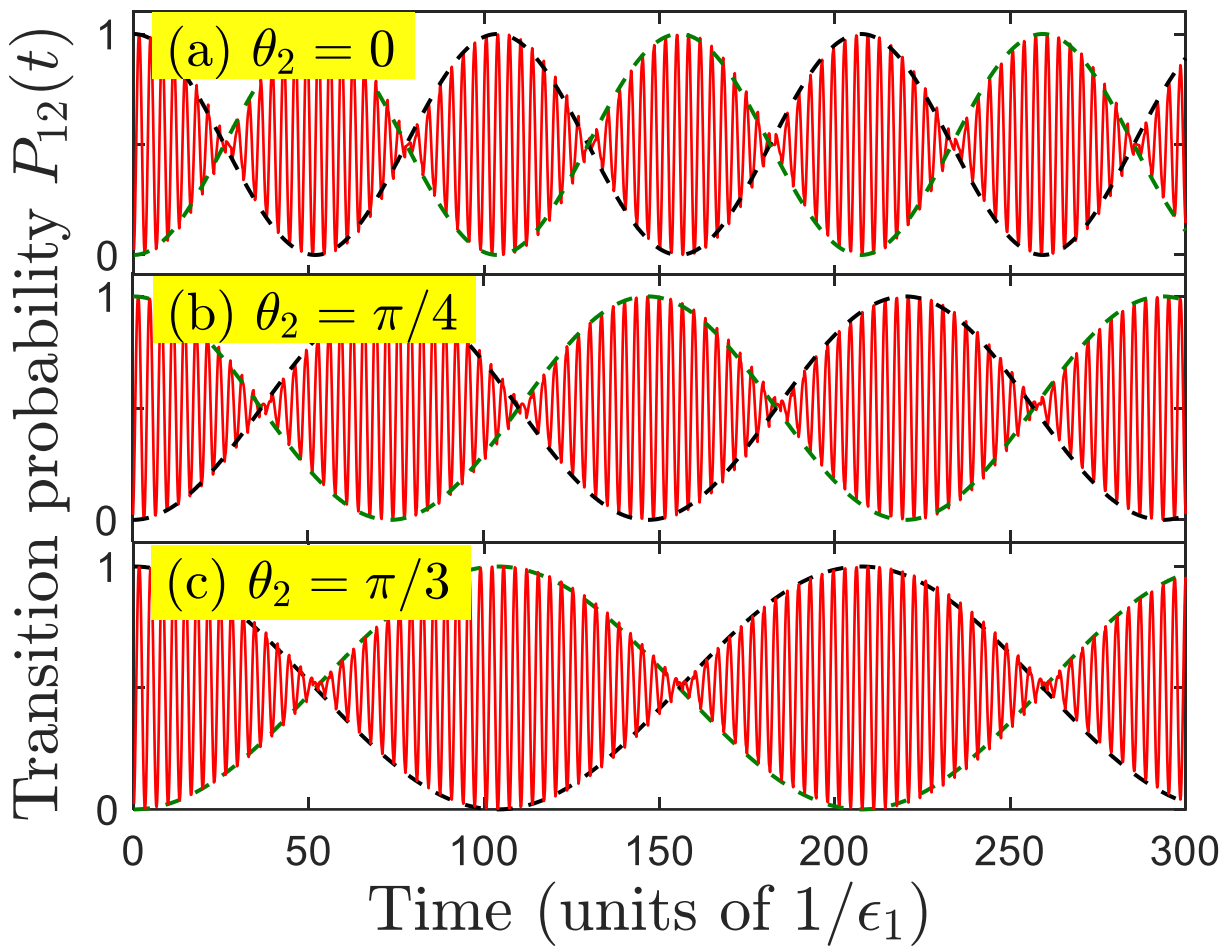 Transition probability P₁₂(t)
1
(a) θ₂ = 0
0
1
(b) θ₂ = π/4
0
1
(c) θ₂ = π/3
0
0 50 100 150 200 250 300
Time (units of 1/ϵ₁)